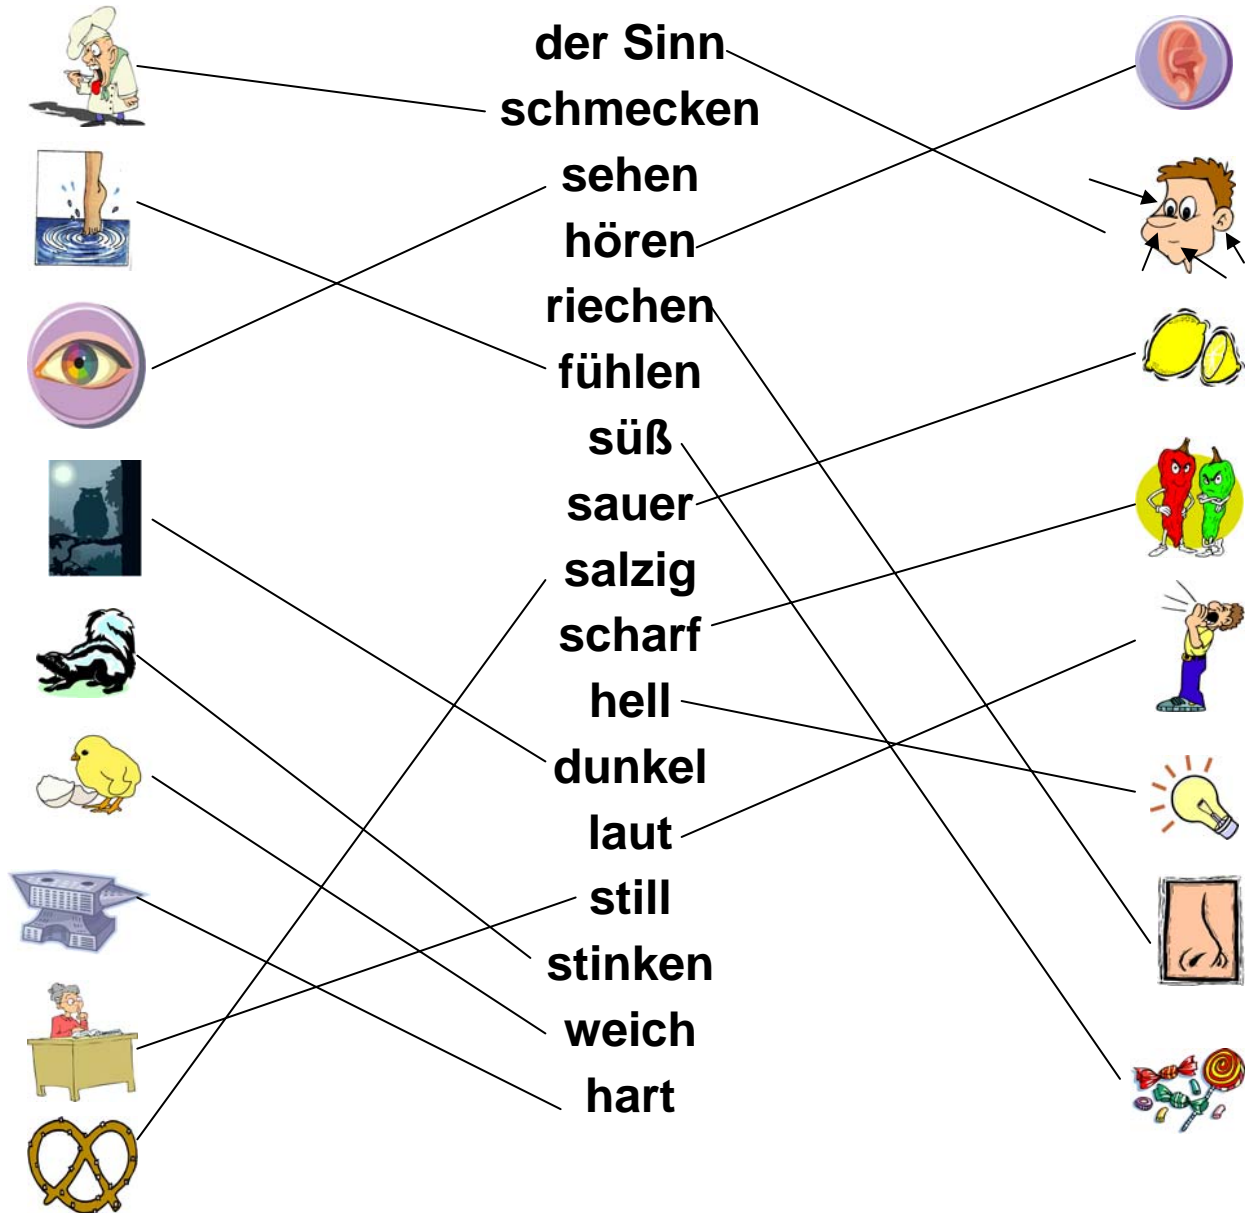 der Sinn
schmecken
sehen
hören
riechen
fühlen
süß
sauer
salzig
scharf
hell
dunkel
laut
still
stinken
weich
hart